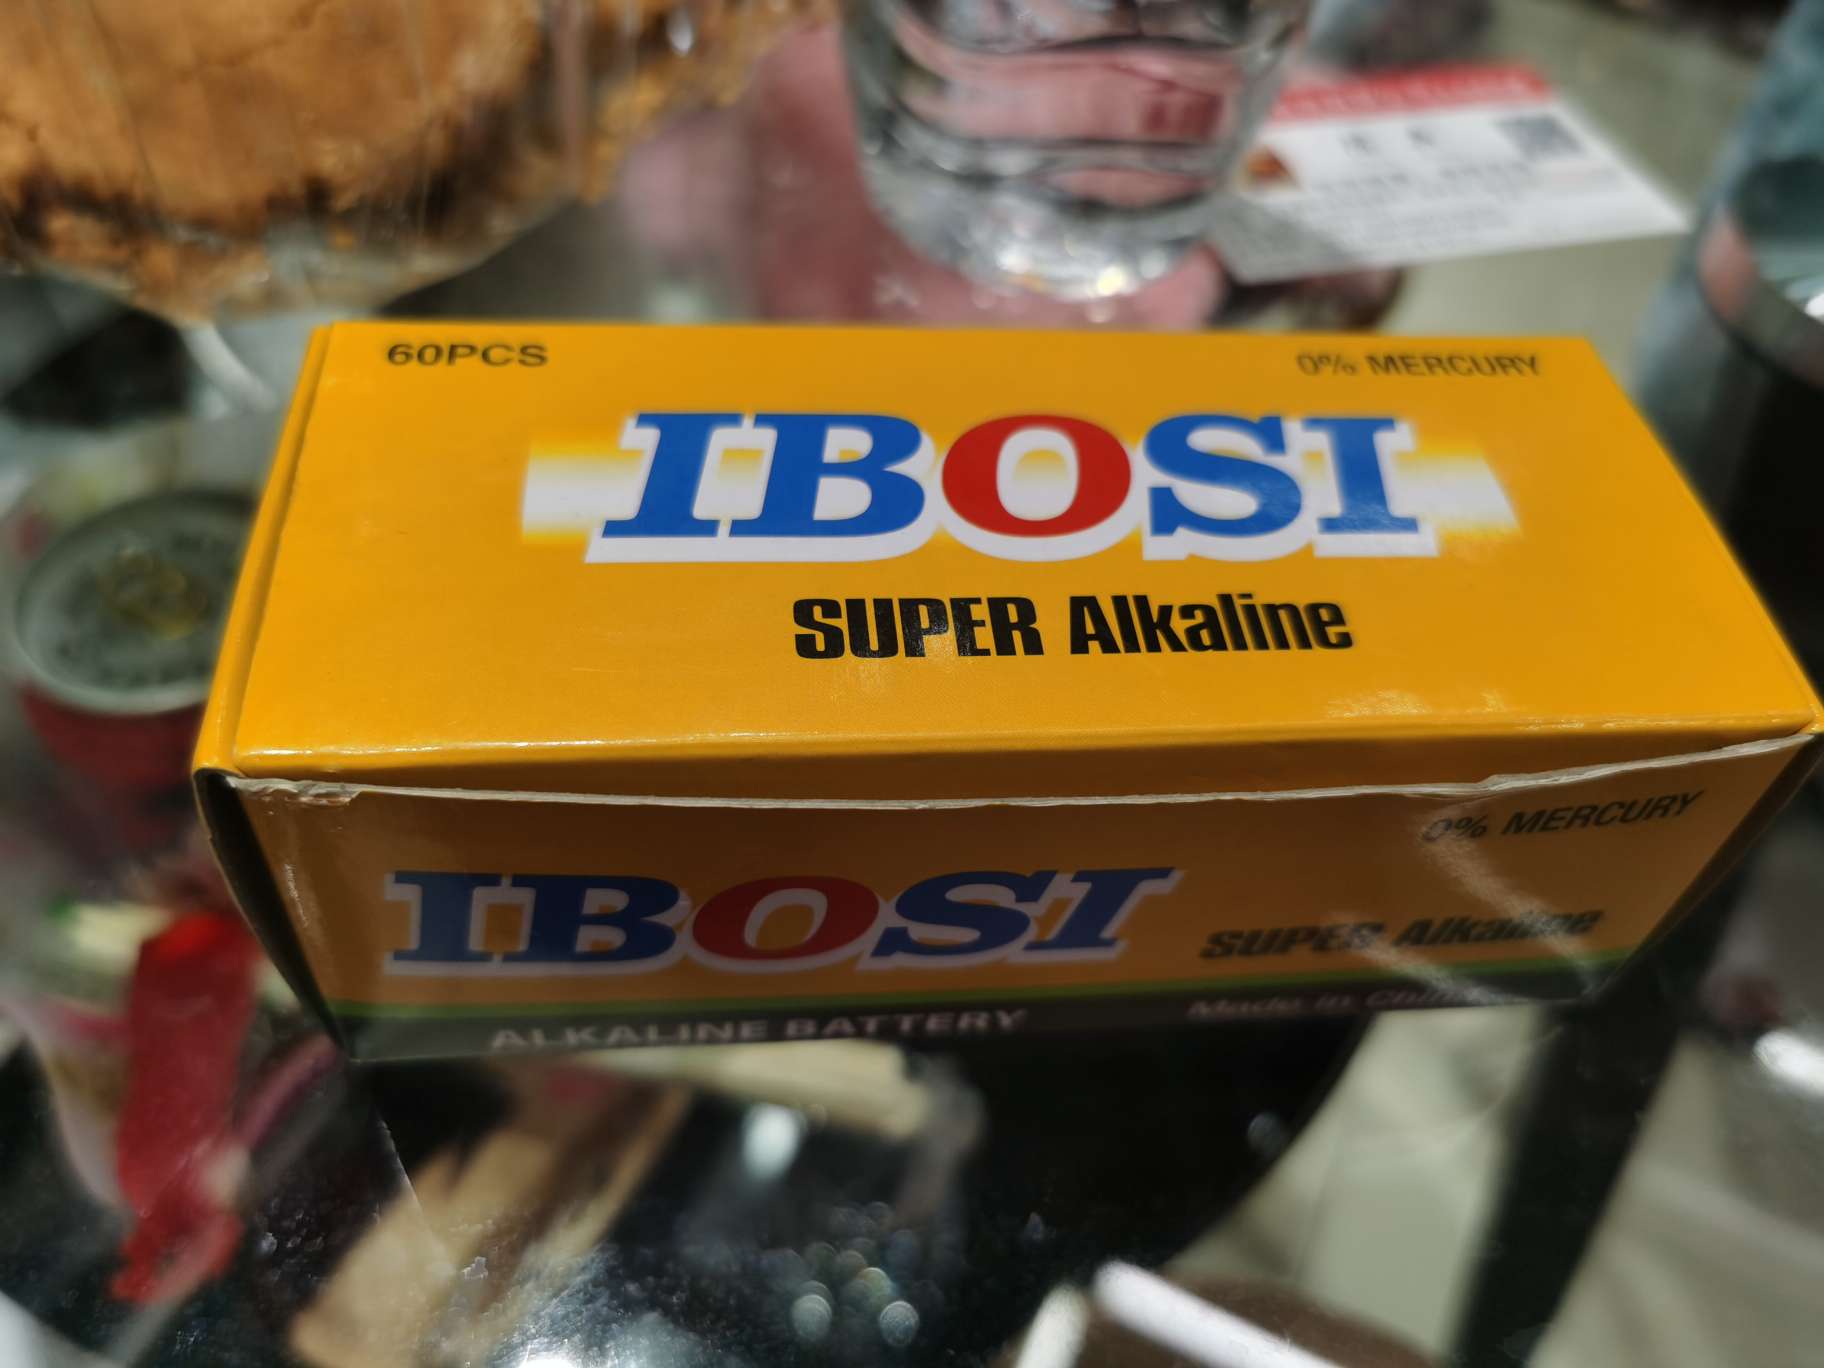 60PCS
0% MERCURY
IBOSI
SUPER Alkaline
0% MERCURY
IBOSI
SUPER Alkaline
ALKALINE BATTERY
Made in China